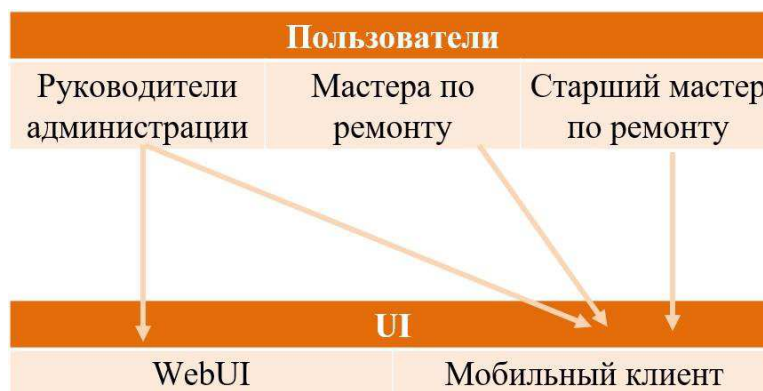 Пользователи
Руководители администрации
Мастера по ремонту
Старший мастер по ремонту
UI
WebUI
Мобильный клиент